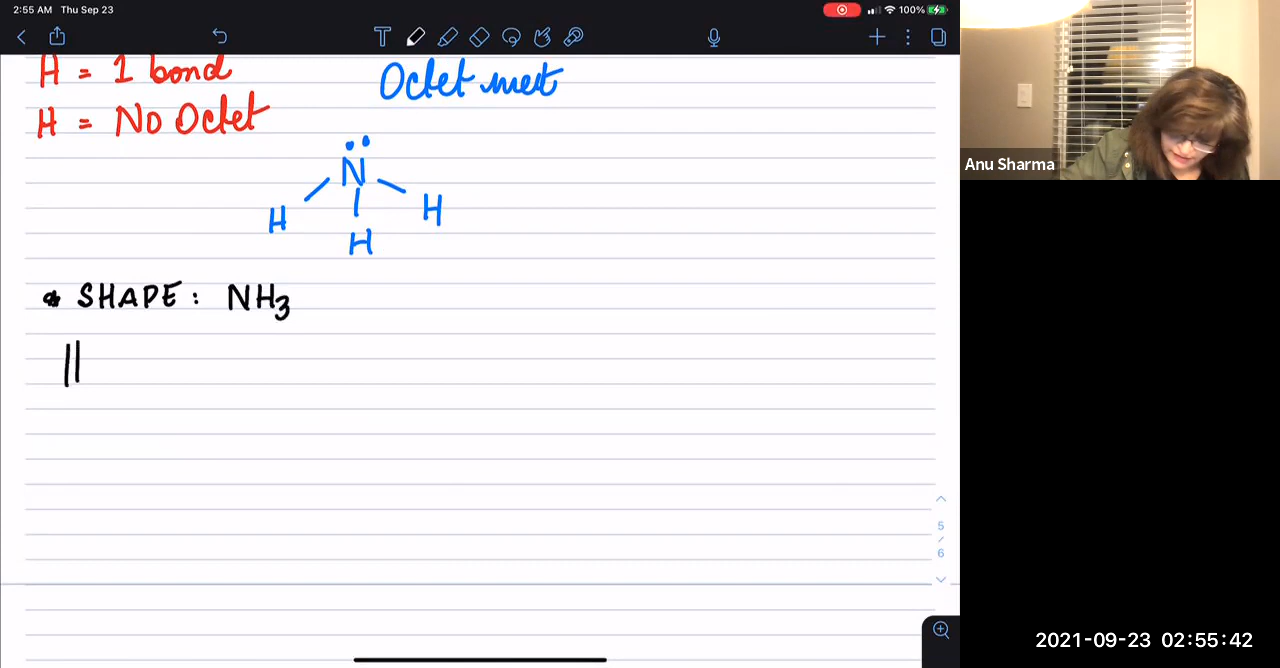 2:55 AM Thu Sep 23
100%
H = 1 bond
Octet met
H = No Octet
N
H
H
H
SHAPE: NH3
5
/
6
Anu Sharma
2021-09-23 02:55:42